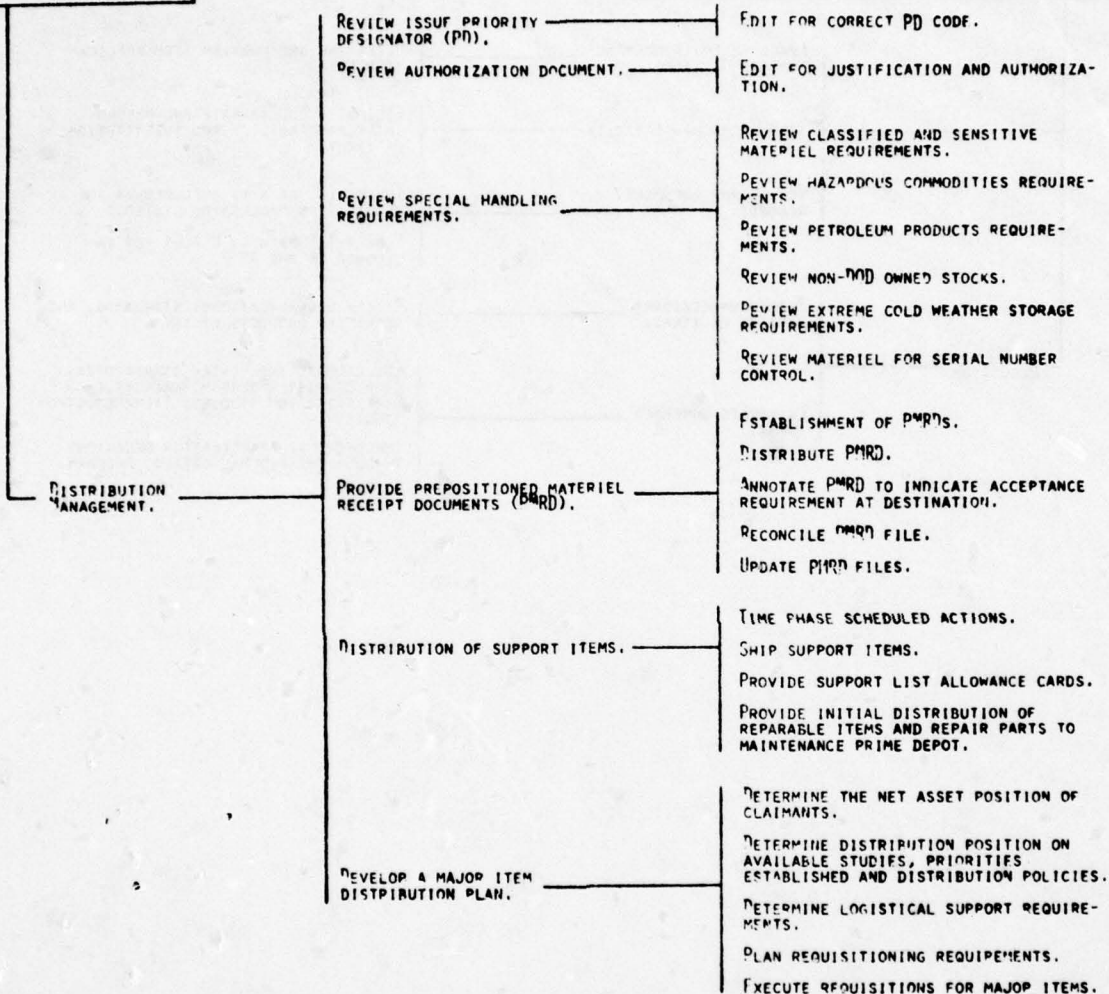 REVIEW ISSUE PRIORITY
DESIGNATOR (PD).
EDIT FOR CORRECT PD CODE.
REVIEW AUTHORIZATION DOCUMENT.
EDIT FOR JUSTIFICATION AND AUTHORIZA-
TION.
REVIEW SPECIAL HANDLING
REQUIREMENTS.
REVIEW CLASSIFIED AND SENSITIVE
MATERIEL REQUIREMENTS.
REVIEW HAZARDOUS COMMODITIES REQUIRE-
MENTS.
REVIEW PETROLEUM PRODUCTS REQUIRE-
MENTS.
REVIEW NON-DOD OWNED STOCKS.
REVIEW EXTREME COLD WEATHER STORAGE
REQUIREMENTS.
REVIEW MATERIEL FOR SERIAL NUMBER
CONTROL.
DISTRIBUTION
MANAGEMENT.
PROVIDE PREPOSITIONED MATERIEL
RECEIPT DOCUMENTS (PMRD).
ESTABLISHMENT OF PMRDS.
DISTRIBUTE PMRD.
ANNOTATE PMRD TO INDICATE ACCEPTANCE
REQUIREMENT AT DESTINATION.
RECONCILE PMRD FILE.
UPDATE PMRD FILES.
DISTRIBUTION OF SUPPORT ITEMS.
TIME PHASE SCHEDULED ACTIONS.
SHIP SUPPORT ITEMS.
PROVIDE SUPPORT LIST ALLOWANCE CARDS.
PROVIDE INITIAL DISTRIBUTION OF
REPARABLE ITEMS AND REPAIR PARTS TO
MAINTENANCE PRIME DEPOT.
DEVELOP A MAJOR ITEM
DISTRIBUTION PLAN.
DETERMINE THE NET ASSET POSITION OF
CLAIMANTS.
DETERMINE DISTRIBUTION POSITION ON
AVAILABLE STUDIES, PRIORITIES
ESTABLISHED AND DISTRIBUTION POLICIES.
DETERMINE LOGISTICAL SUPPORT REQUIRE-
MENTS.
PLAN REQUISITIONING REQUIREMENTS.
EXECUTE REQUISITIONS FOR MAJOR ITEMS.